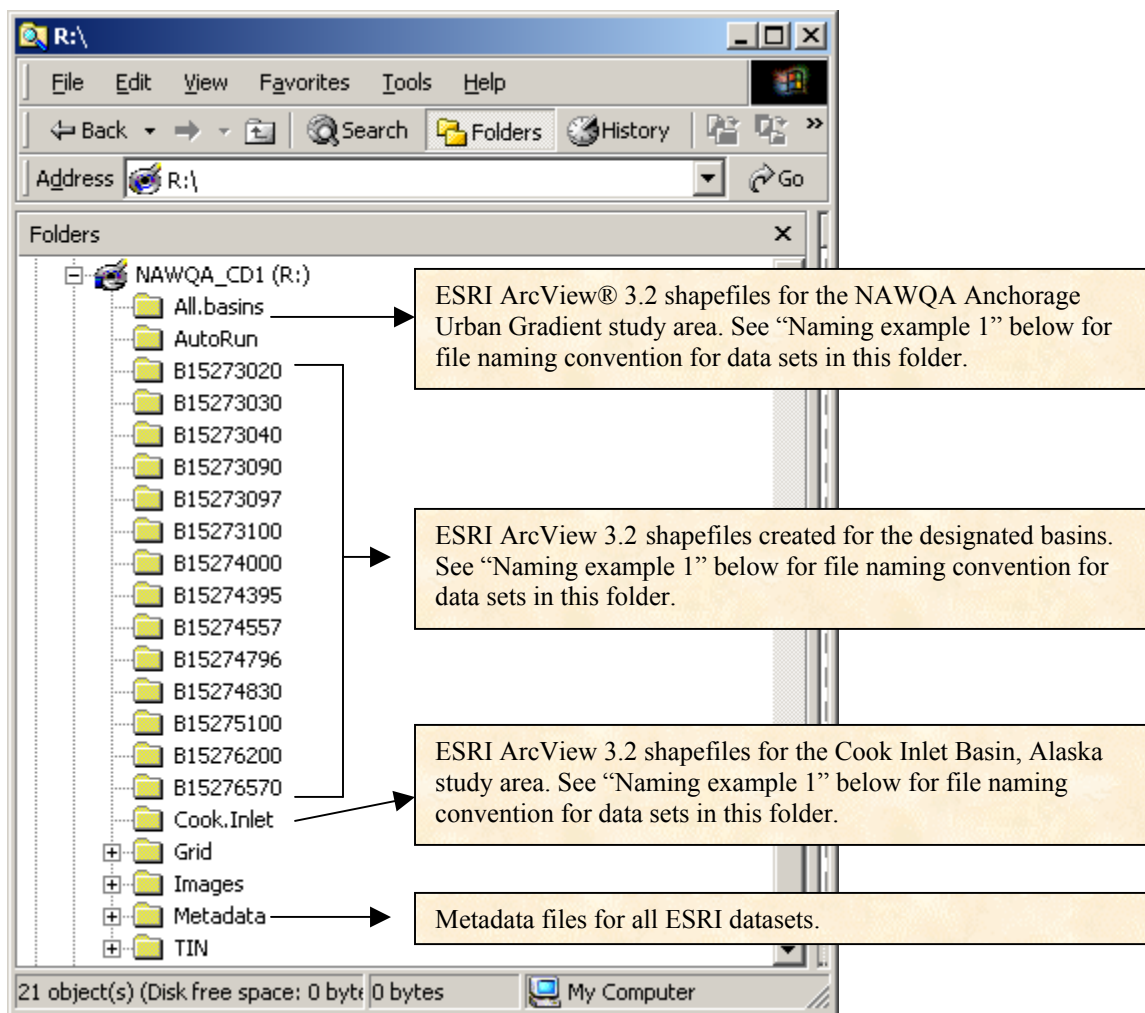 R:\
File Edit View Favorites Tools Help
Back Search Folders History »
Address R:\ Go
Folders
NAWQA_CD1 (R:)
All.basins
AutoRun
B15273020
B15273030
B15273040
B15273090
B15273097
B15273100
B15274000
B15274395
B15274557
B15274796
B15274830
B15275100
B15276200
B15276570
Cook.Inlet
Grid
Images
Metadata
TIN
ESRI ArcView® 3.2 shapefiles for the NAWQA Anchorage
Urban Gradient study area. See “Naming example 1” below for
file naming convention for data sets in this folder.
ESRI ArcView 3.2 shapefiles created for the designated basins.
See “Naming example 1” below for file naming convention for
data sets in this folder.
ESRI ArcView 3.2 shapefiles for the Cook Inlet Basin, Alaska
study area. See “Naming example 1” below for file naming
convention for data sets in this folder.
Metadata files for all ESRI datasets.
21 object(s) (Disk free space: 0 byte 0 bytes My Computer